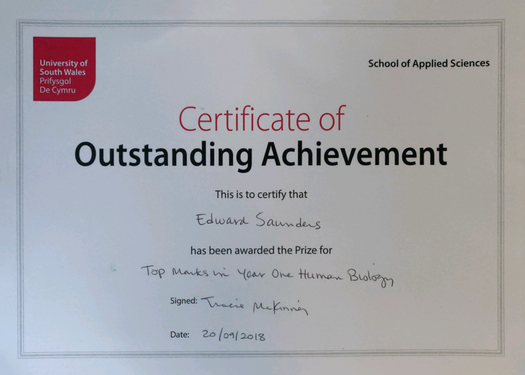 University of
South Wales
Prifysgol
De Cymru
School of Applied Sciences
Certificate of
Outstanding Achievement
This is to certify that
Edward Saunders
has been awarded the Prize for
Top Marks in Year One Human Biology
Signed: Tracie McKinney
Date: 20/09/2018